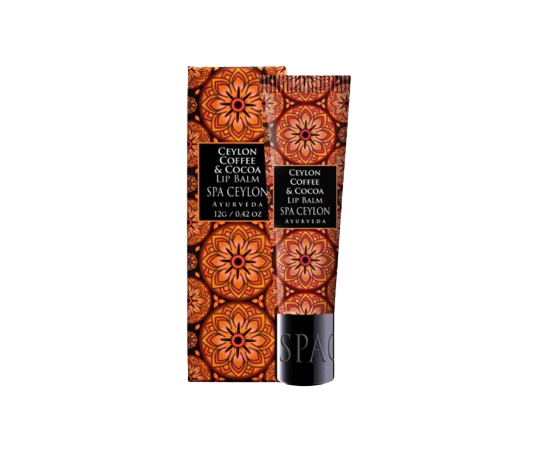 CEYLON
COFFEE
& COCOA
LIP BALM
SPA CEYLON
AYURVEDA
12G / 0.42 OZ
CEYLON
COFFEE
& COCOA
LIP BALM
SPA CEYLON
AYURVEDA
SPA C